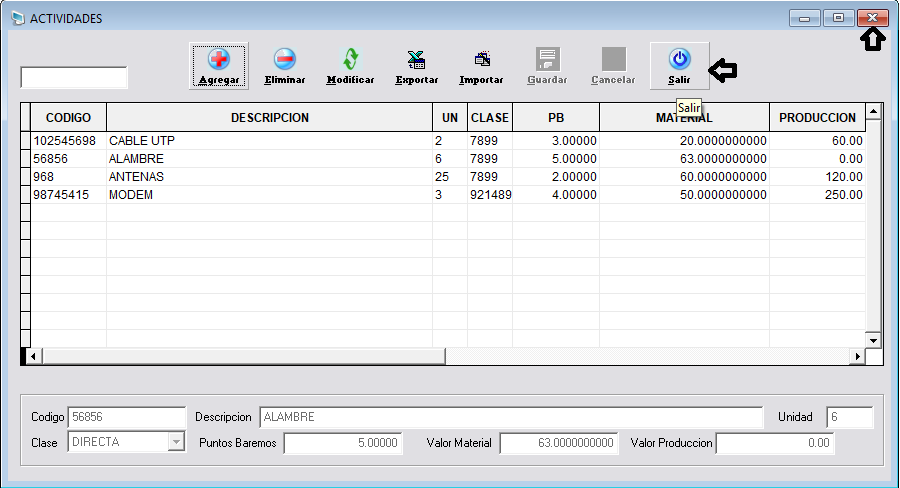 ACTIVIDADES
Agregar Eliminar Modificar Exportar Importar Guardar Cancelar Salir
Salir
CODIGO DESCRIPCION UN CLASE PB MATERIAL PRODUCCION
102545698 CABLE UTP 2 7899 3.00000 20.0000000000 60.00
56856 ALAMBRE 6 7899 5.00000 63.0000000000 0.00
968 ANTENAS 25 7899 2.00000 60.0000000000 120.00
98745415 MODEM 3 921489 4.00000 50.0000000000 250.00
Codigo 56856 Descripcion ALAMBRE Unidad 6
Clase DIRECTA Puntos Baremos 5.00000 Valor Material 63.0000000000 Valor Produccion 0.00